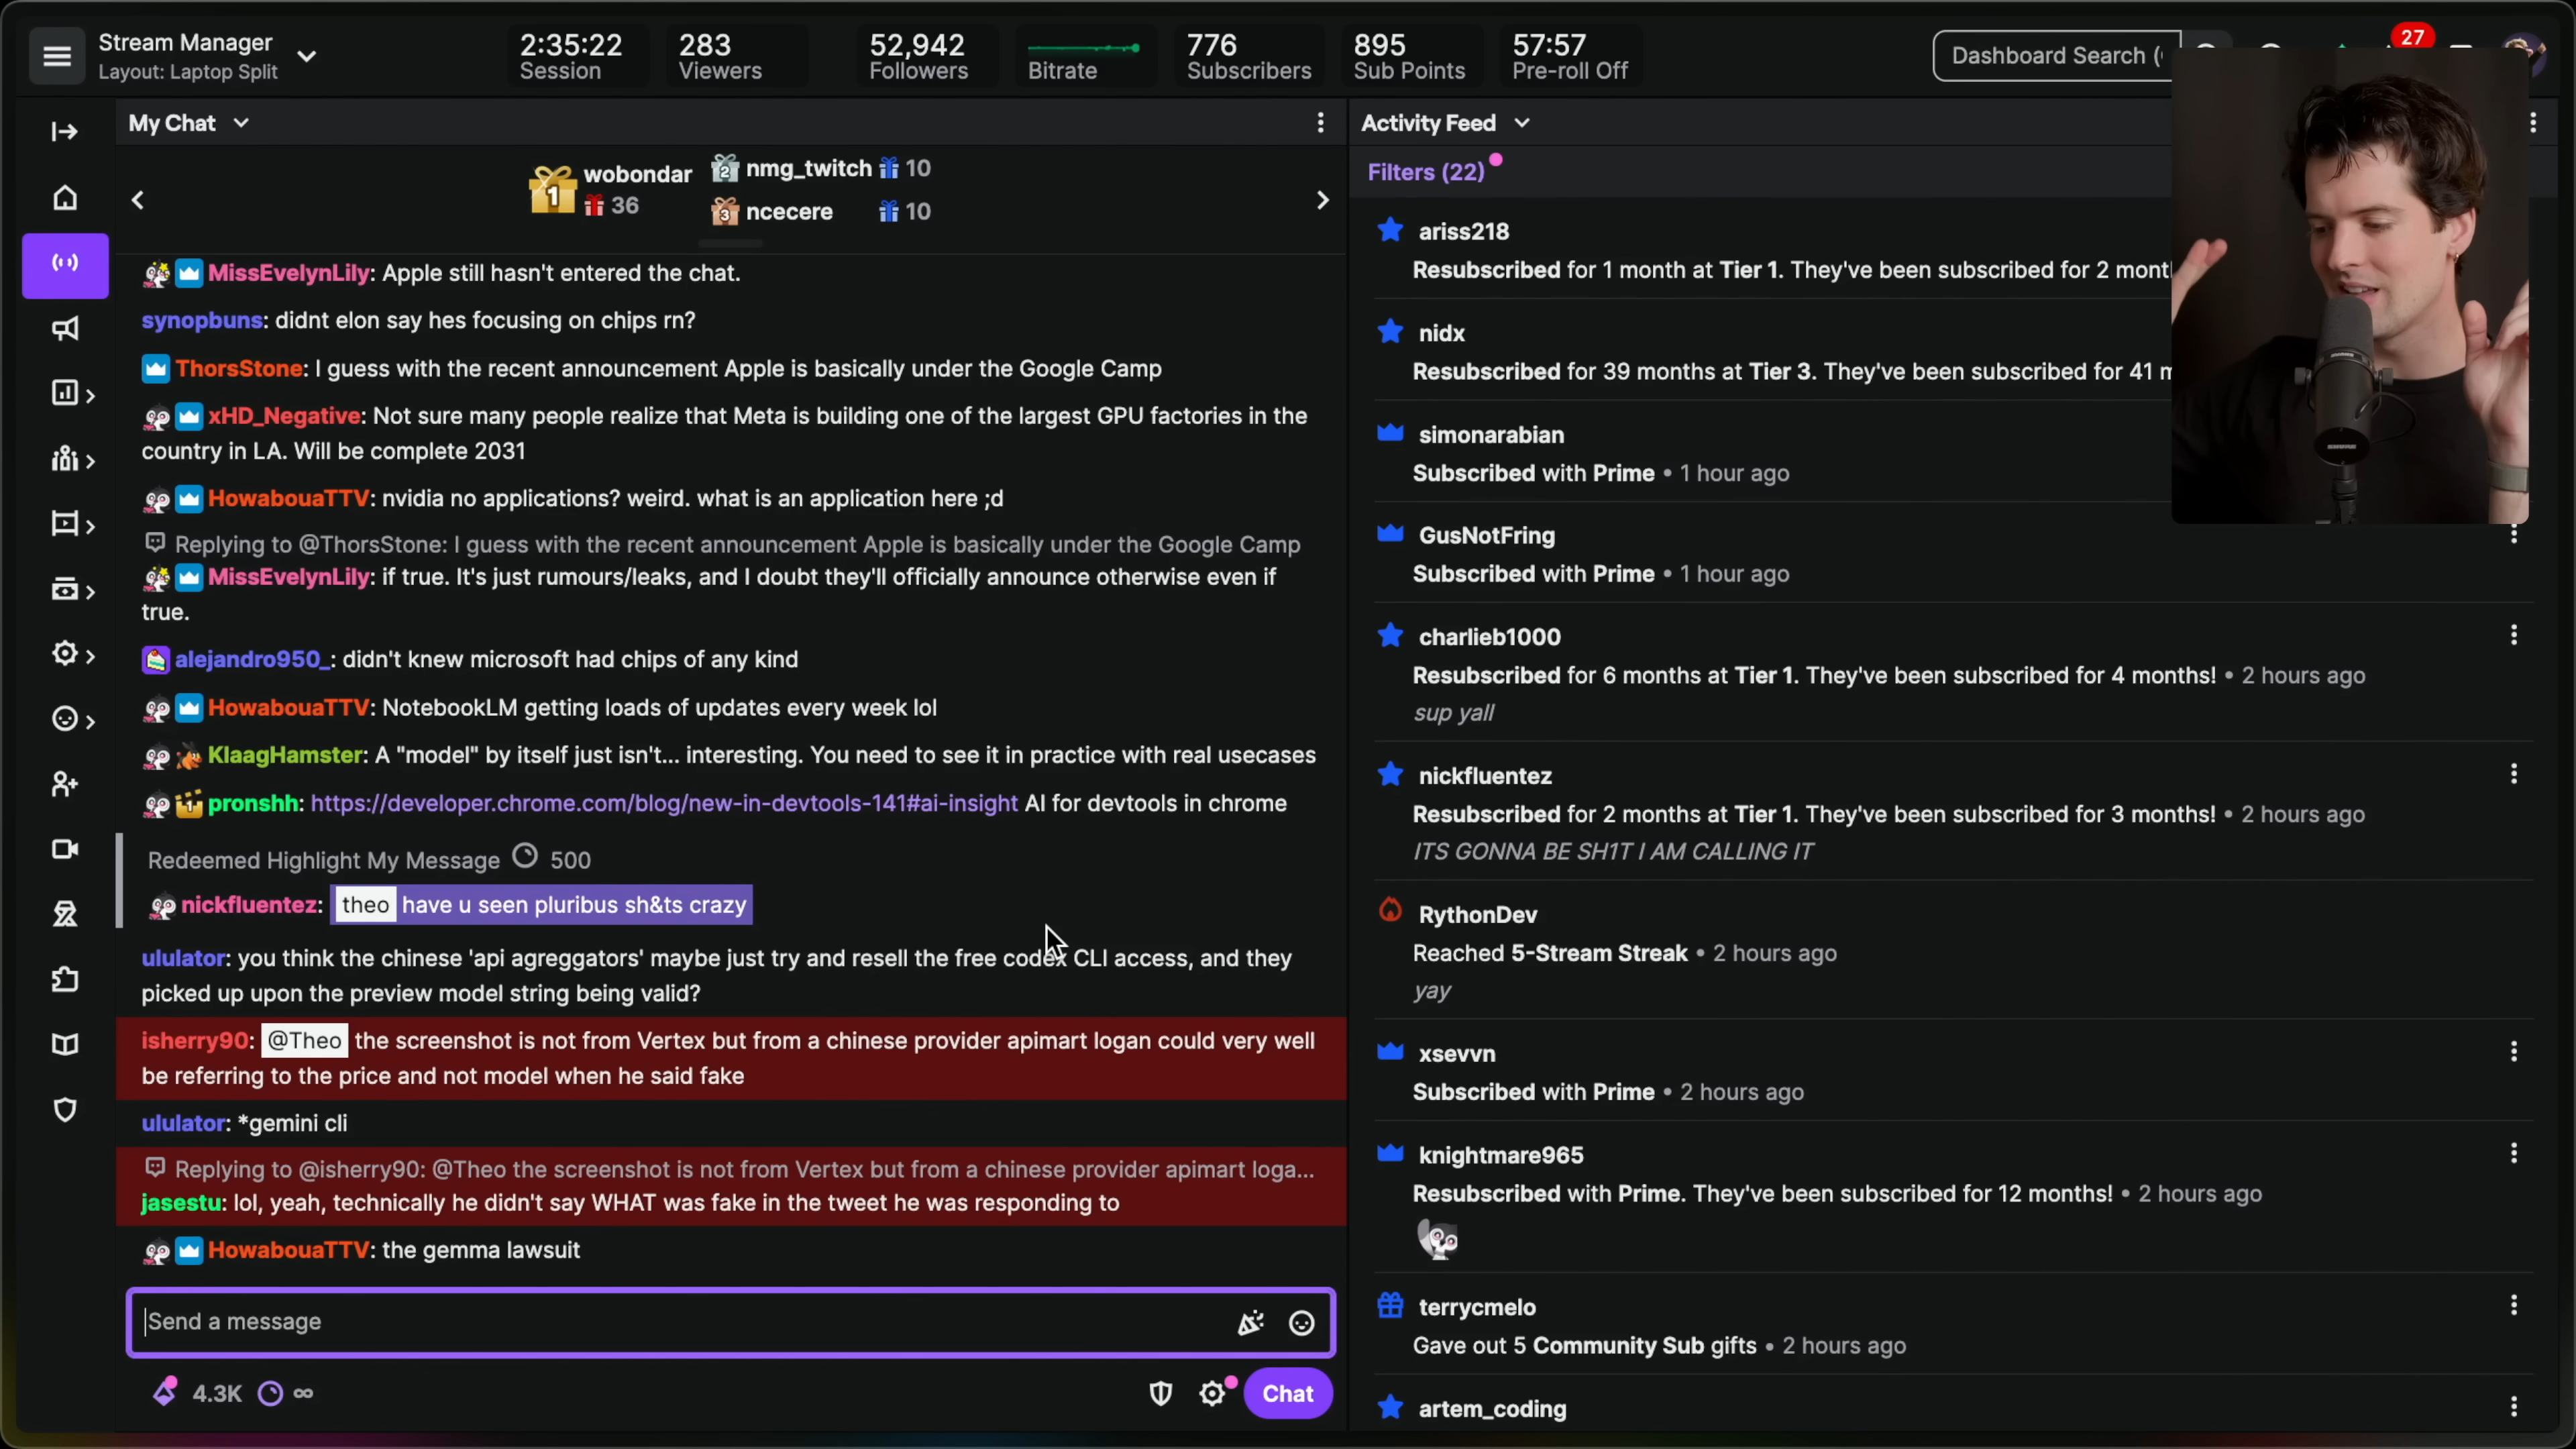 Stream Manager
Layout: Laptop Split
2:35:22
Session
283
Viewers
52,942
Followers
Bitrate
776
Subscribers
895
Sub Points
57:57
Pre-roll Off
Dashboard Search (
27
My Chat
1 wobondar
36
2 nmg_twitch 10
3 ncecere 10
MissEvelynLily: Apple still hasn't entered the chat.
synopbuns: didnt elon say hes focusing on chips rn?
ThorsStone: I guess with the recent announcement Apple is basically under the Google Camp
xHD_Negative: Not sure many people realize that Meta is building one of the largest GPU factories in the
country in LA. Will be complete 2031
HowabouaTTV: nvidia no applications? weird. what is an application here ;d
Replying to @ThorsStone: I guess with the recent announcement Apple is basically under the Google Camp
MissEvelynLily: if true. It's just rumours/leaks, and I doubt they'll officially announce otherwise even if
true.
alejandro950_: didn't knew microsoft had chips of any kind
HowabouaTTV: NotebookLM getting loads of updates every week lol
KlaagHamster: A "model" by itself just isn't... interesting. You need to see it in practice with real usecases
pronshh: https://developer.chrome.com/blog/new-in-devtools-141#ai-insight AI for devtools in chrome
Redeemed Highlight My Message 500
nickfluentez: theo have u seen pluribus sh&ts crazy
ululator: you think the chinese 'api agreggators' maybe just try and resell the free codex CLI access, and they
picked up upon the preview model string being valid?
isherry90: @Theo the screenshot is not from Vertex but from a chinese provider apimart logan could very well
be referring to the price and not model when he said fake
ululator: *gemini cli
Replying to @isherry90: @Theo the screenshot is not from Vertex but from a chinese provider apimart loga...
jasestu: lol, yeah, technically he didn't say WHAT was fake in the tweet he was responding to
HowabouaTTV: the gemma lawsuit
Send a message
4.3K ∞
Chat
Activity Feed
Filters (22)
ariss218
Resubscribed for 1 month at Tier 1. They've been subscribed for 2 mont
nidx
Resubscribed for 39 months at Tier 3. They've been subscribed for 41 m
simonarabian
Subscribed with Prime • 1 hour ago
GusNotFring
Subscribed with Prime • 1 hour ago
charlieb1000
Resubscribed for 6 months at Tier 1. They've been subscribed for 4 months! • 2 hours ago
sup yall
nickfluentez
Resubscribed for 2 months at Tier 1. They've been subscribed for 3 months! • 2 hours ago
ITS GONNA BE SH1T I AM CALLING IT
RythonDev
Reached 5-Stream Streak • 2 hours ago
yay
xsevvn
Subscribed with Prime • 2 hours ago
knightmare965
Resubscribed with Prime. They've been subscribed for 12 months! • 2 hours ago
terrycmelo
Gave out 5 Community Sub gifts • 2 hours ago
artem_coding